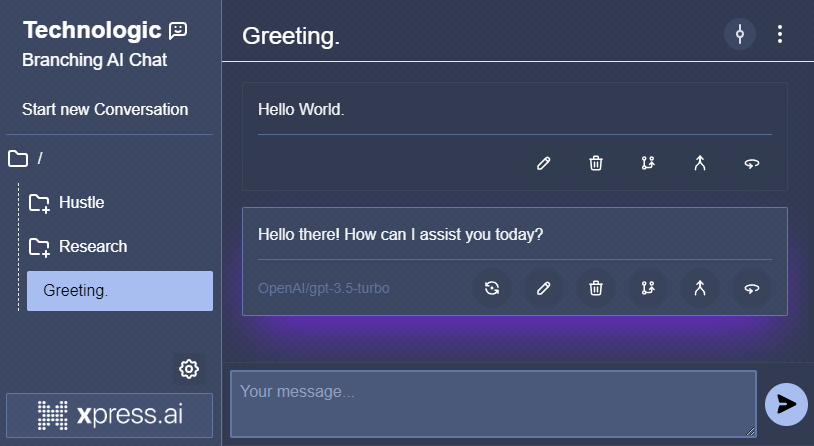 Technologic
Branching AI Chat
Start new Conversation
/
Hustle
Research
Greeting.
xpress.ai
Greeting.
Hello World.
Hello there! How can I assist you today?
OpenAI/gpt-3.5-turbo
Your message...